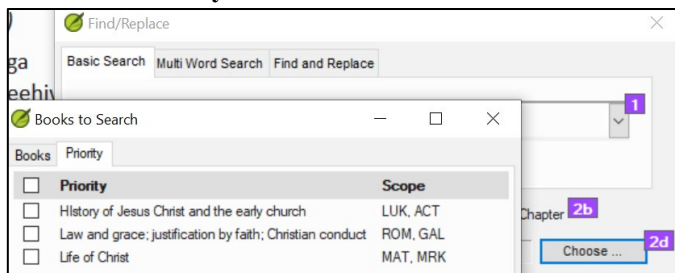 Find/Replace
ga
Basic Search Multi Word Search Find and Replace
1
Books to Search
Books Priority
Priority Scope
HIstory of Jesus Christ and the early church LUK, ACT
Chapter 2b
Law and grace; justification by faith; Christian conduct ROM, GAL
Choose ... 2d
Life of Christ MAT, MRK